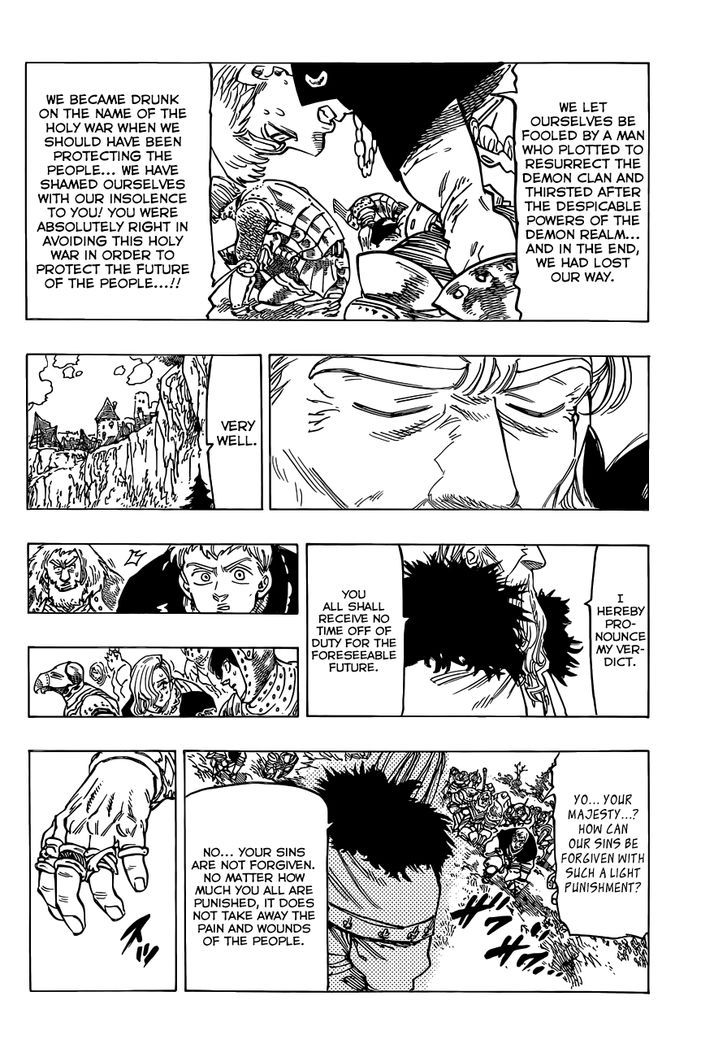 WE LET
OURSELVES BE
FOOLED BY A MAN
WHO PLOTTED TO
RESURRECT THE
DEMON CLAN AND
THIRSTED AFTER
THE DESPICABLE
POWERS OF THE
DEMON REALM...
AND IN THE END,
WE HAD LOST
OUR WAY.
WE BECAME DRUNK
ON THE NAME OF THE
HOLY WAR WHEN WE
SHOULD HAVE BEEN
PROTECTING THE
PEOPLE... WE HAVE
SHAMED OURSELVES
WITH OUR INSOLENCE
TO YOU! YOU WERE
ABSOLUTELY RIGHT IN
AVOIDING THIS HOLY
WAR IN ORDER TO
PROTECT THE FUTURE
OF THE PEOPLE...!!
VERY
WELL.
I
HEREBY
PRO-
NOUNCE
MY VER-
DICT.
YOU
ALL SHALL
RECEIVE NO
TIME OFF OF
DUTY FOR THE
FORESEEABLE
FUTURE.
YO... YOUR
MAJESTY...?
HOW CAN
OUR SINS BE
FORGIVEN WITH
SUCH A LIGHT
PUNISHMENT?
ズズ
NO... YOUR SINS
ARE NOT FORGIVEN.
NO MATTER HOW
MUCH YOU ALL ARE
PUNISHED, IT DOES
NOT TAKE AWAY THE
PAIN AND WOUNDS
OF THE PEOPLE.